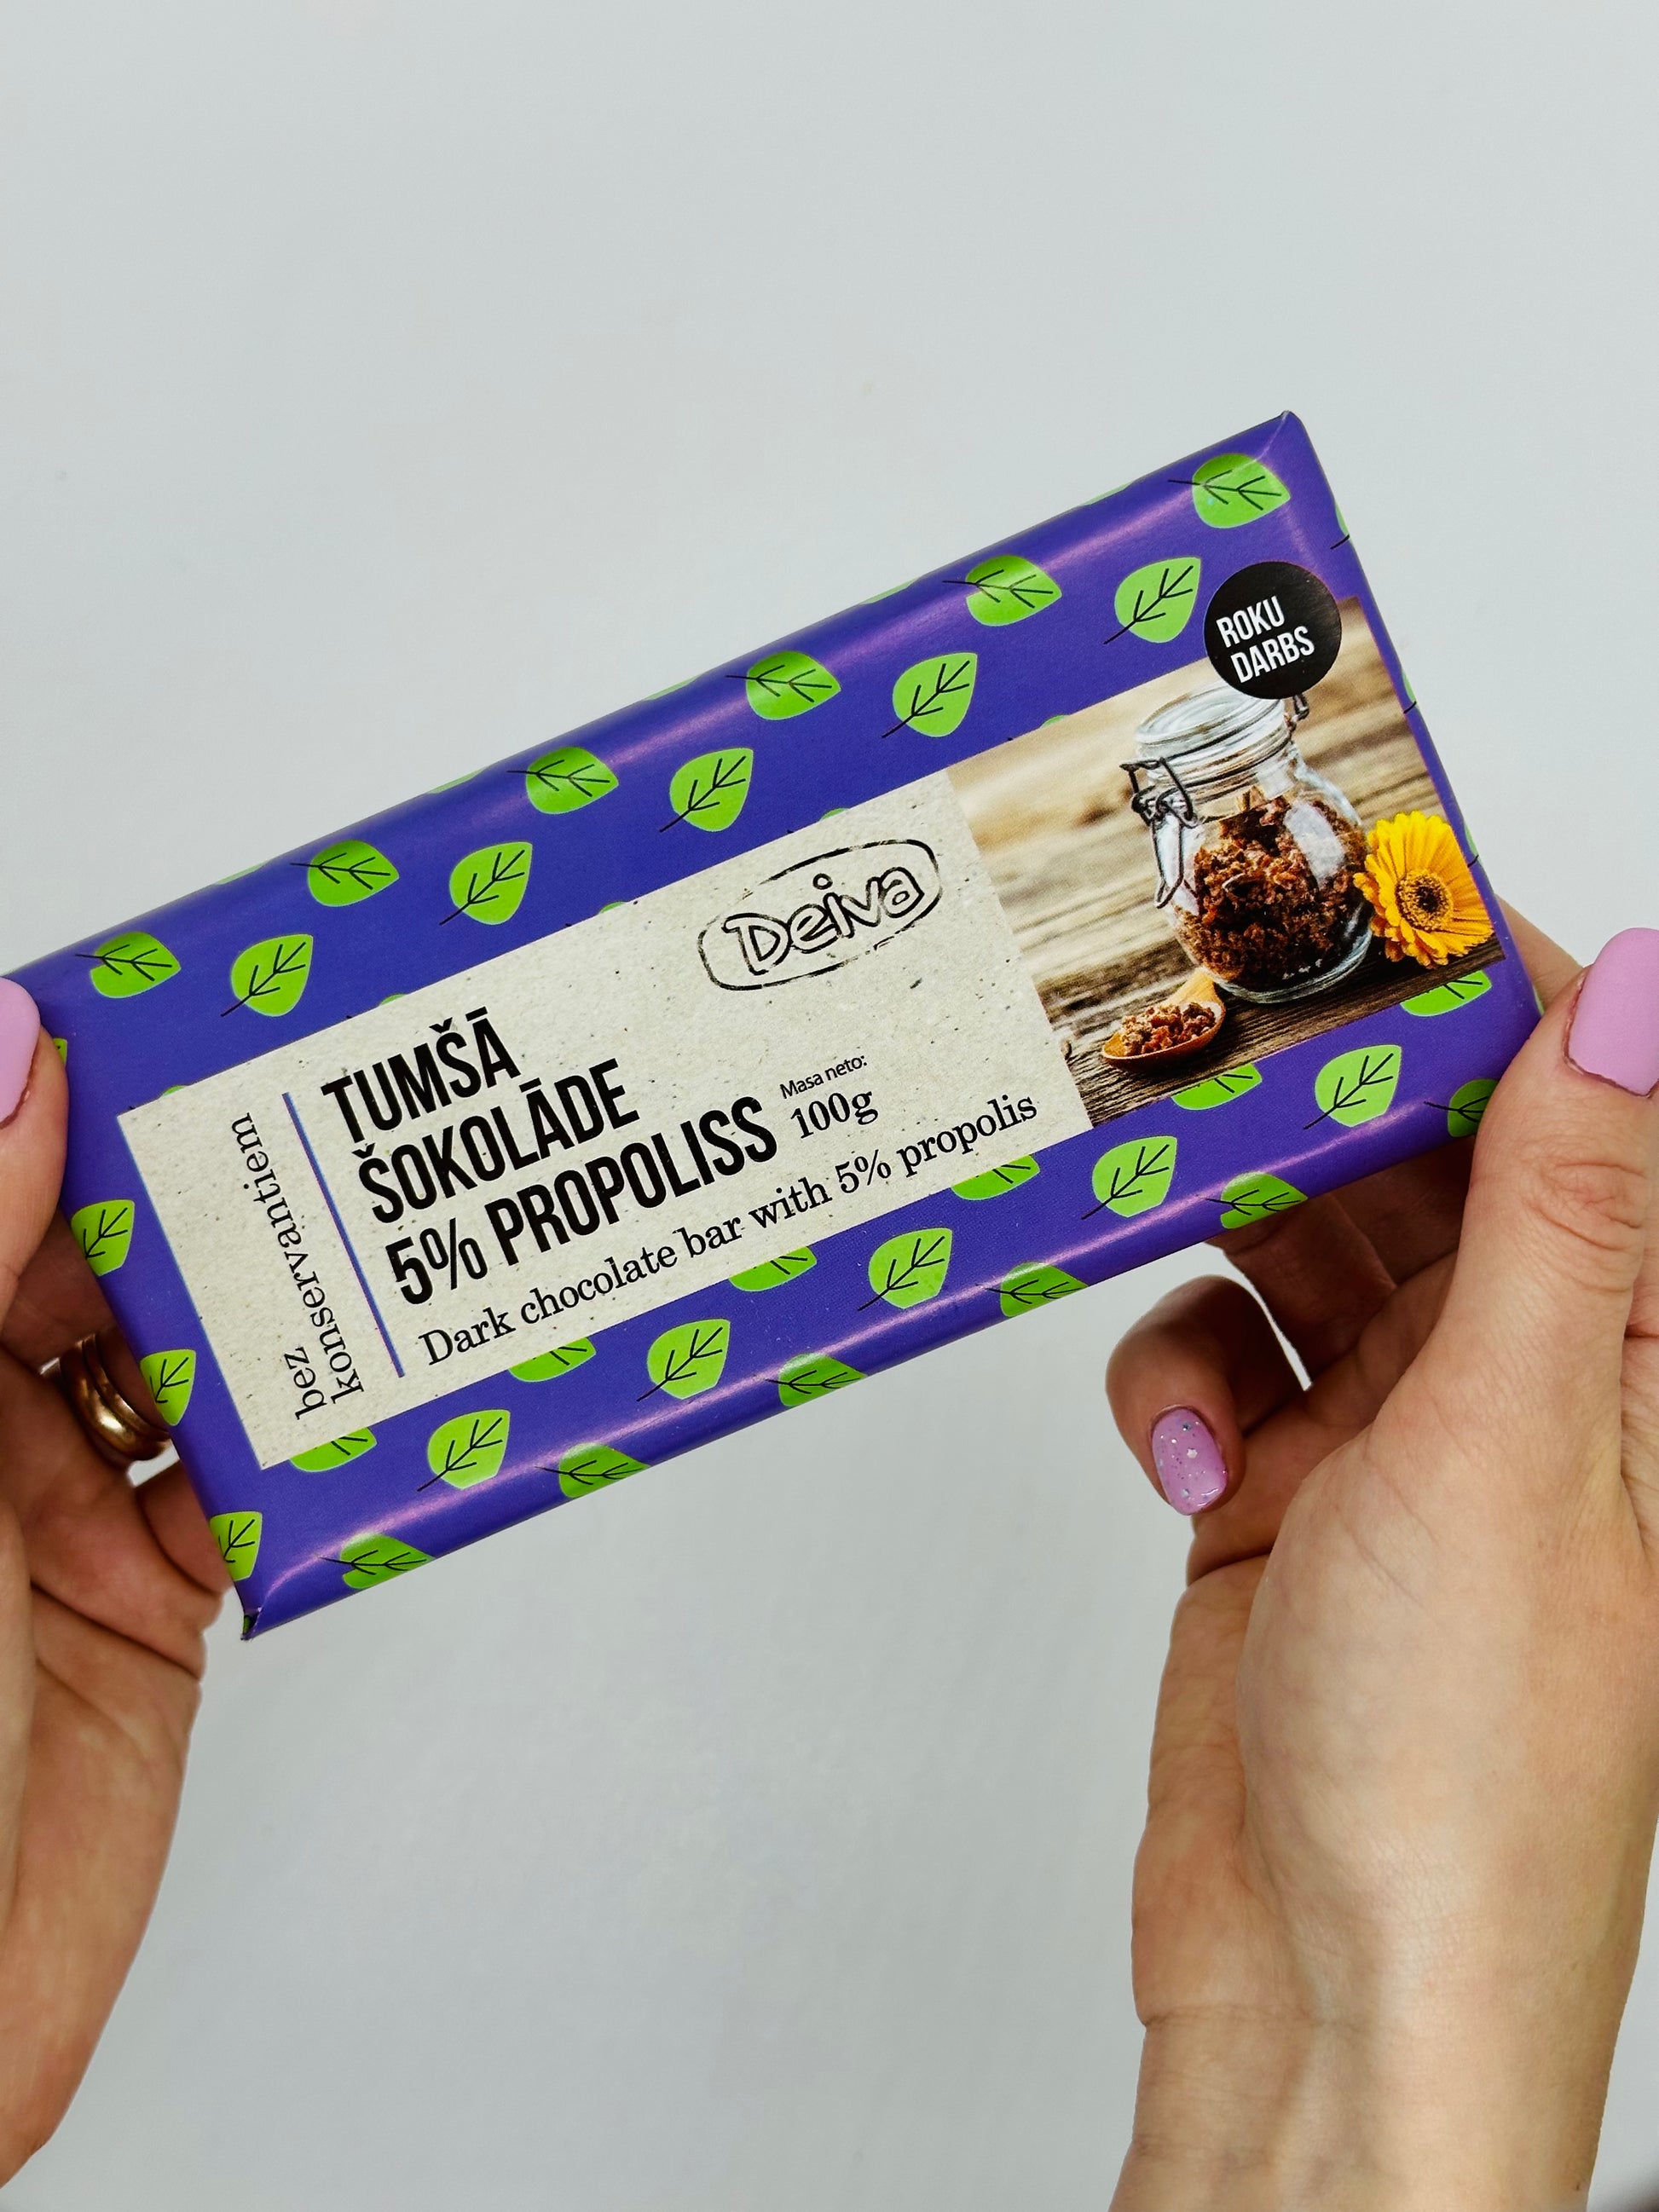 ROKU
DARBS
Deiva
TUMŠĀ
ŠOKOLĀDE
5% PROPOLISS
Masa neto:
100g
Dark chocolate bar with 5% propolis
bez
konservantiem